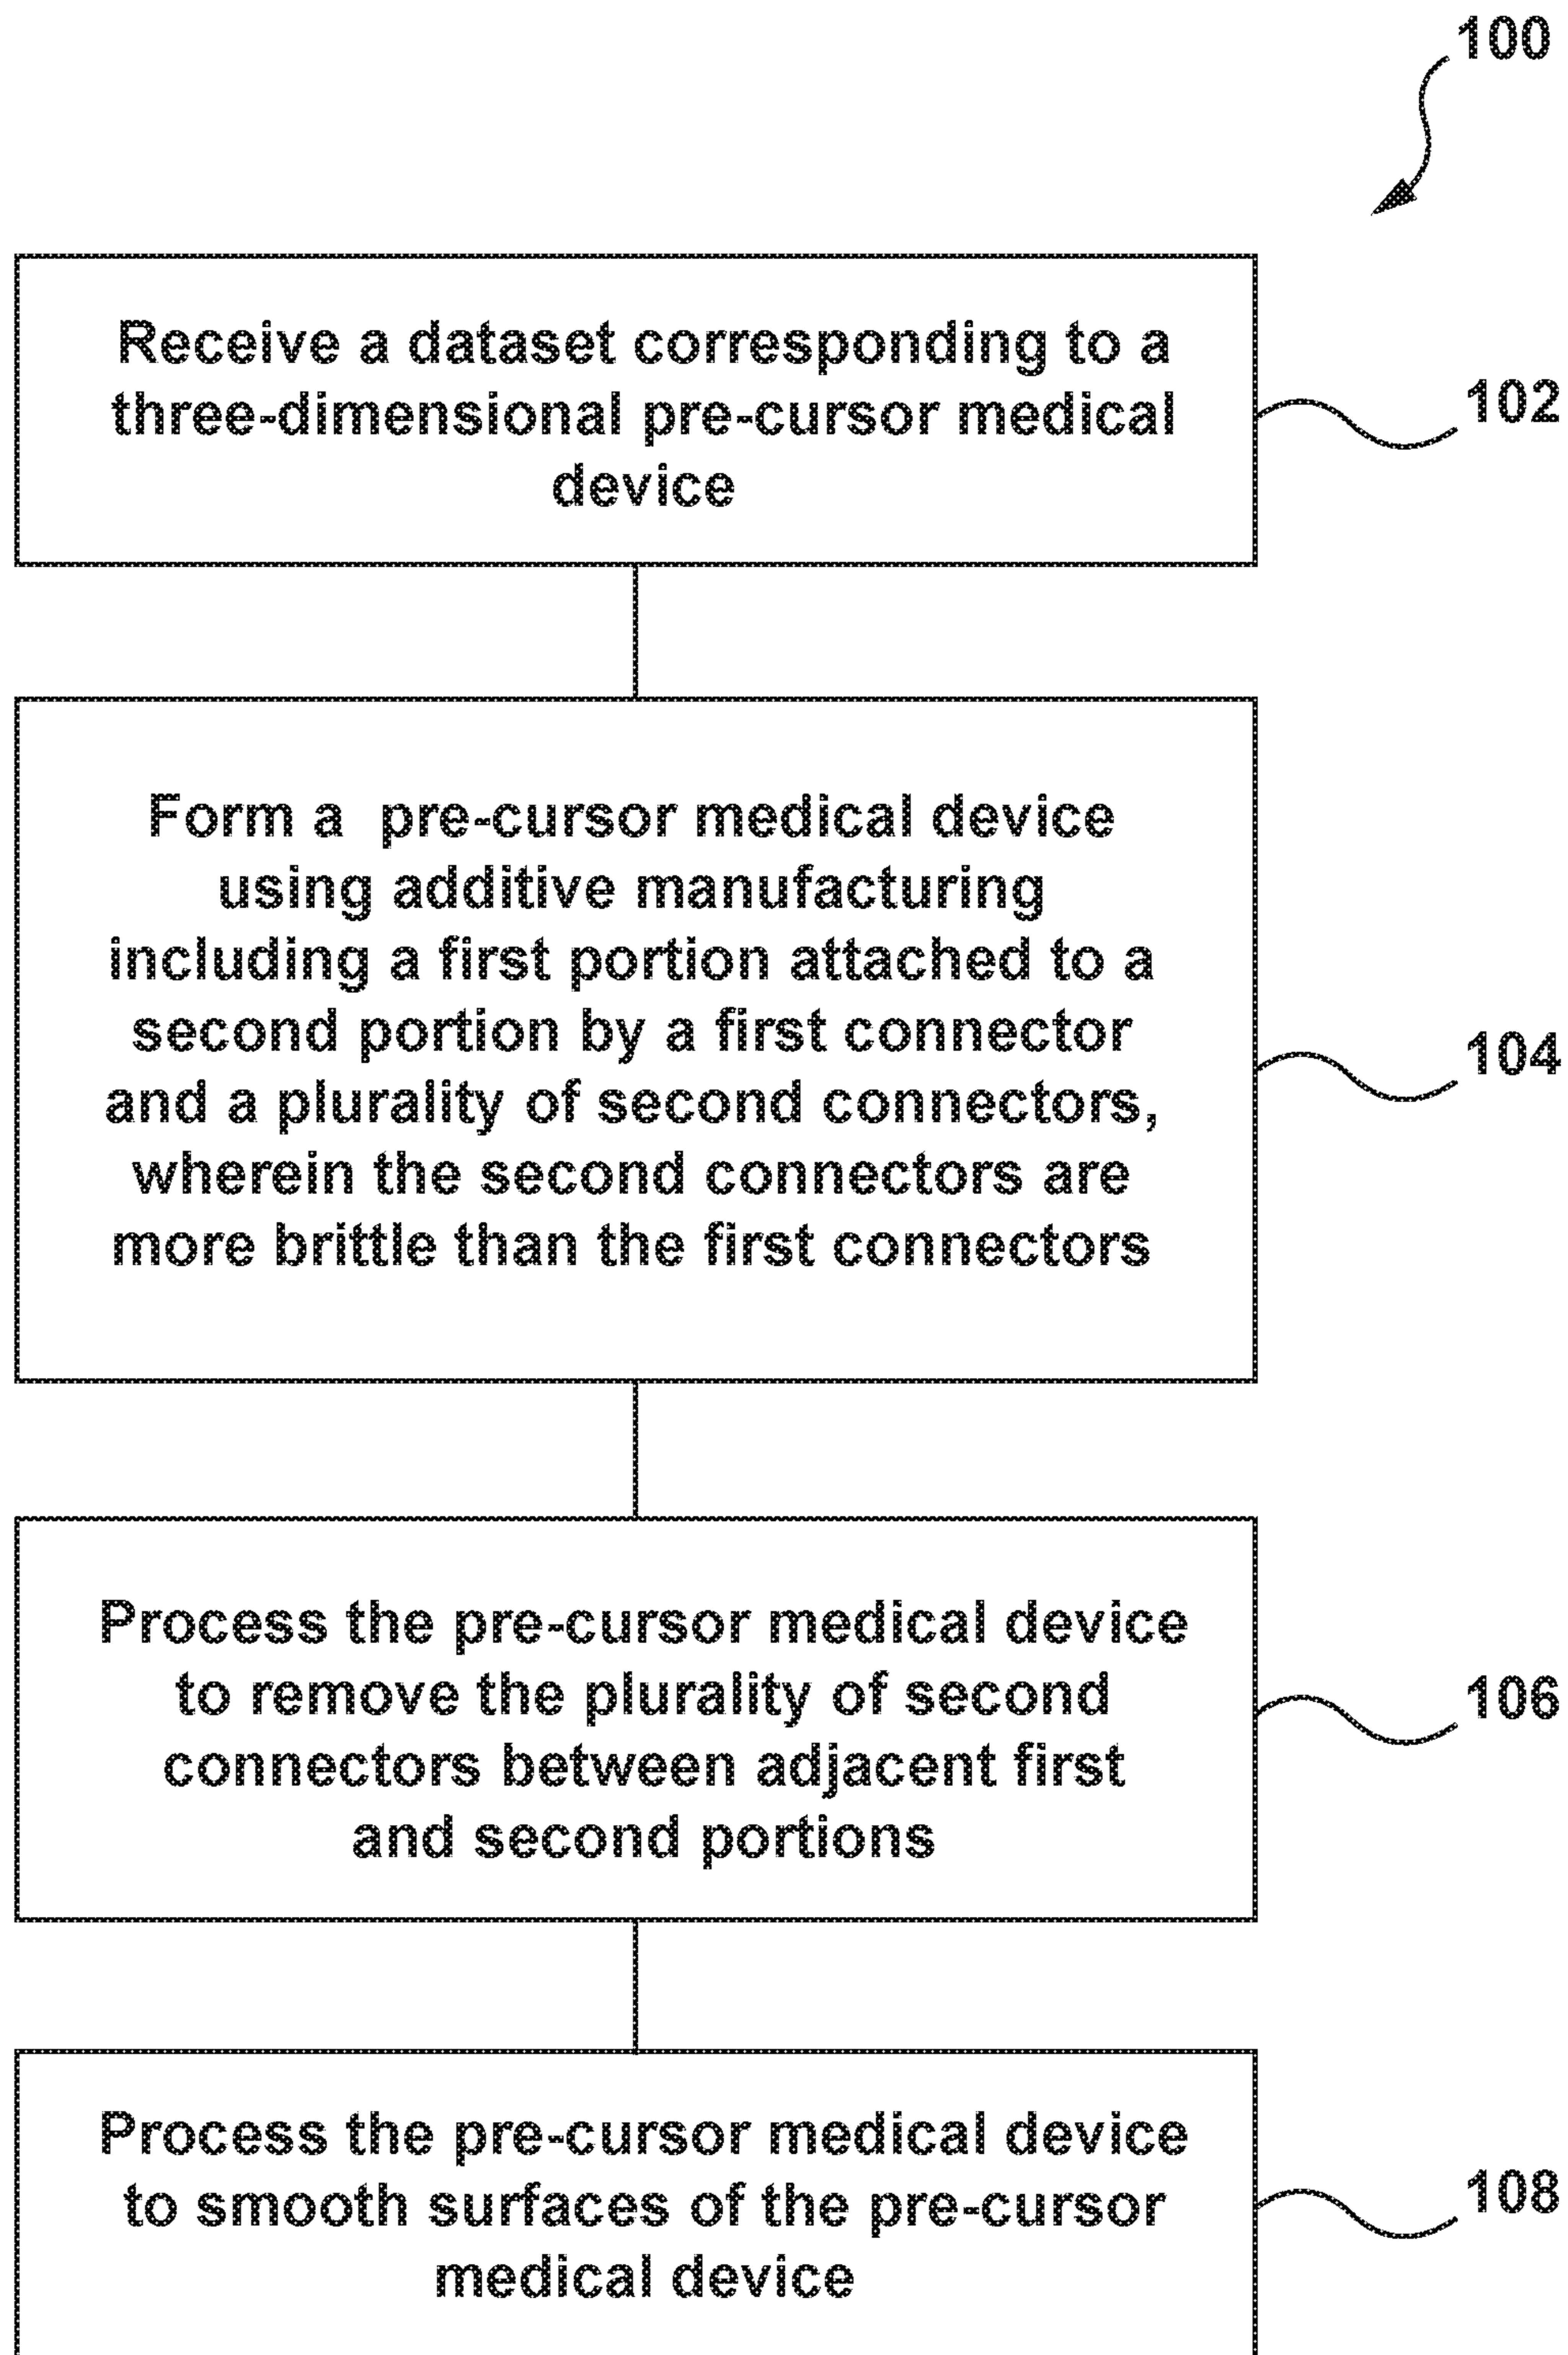 100
Receive a dataset corresponding to a
three-dimensional pre-cursor medical
device
102
Form a pre-cursor medical device
using additive manufacturing
including a first portion attached to a
second portion by a first connector
and a plurality of second connectors,
wherein the second connectors are
more brittle than the first connectors
104
Process the pre-cursor medical device
to remove the plurality of second
connectors between adjacent first
and second portions
106
Process the pre-cursor medical device
to smooth surfaces of the pre-cursor
medical device
108